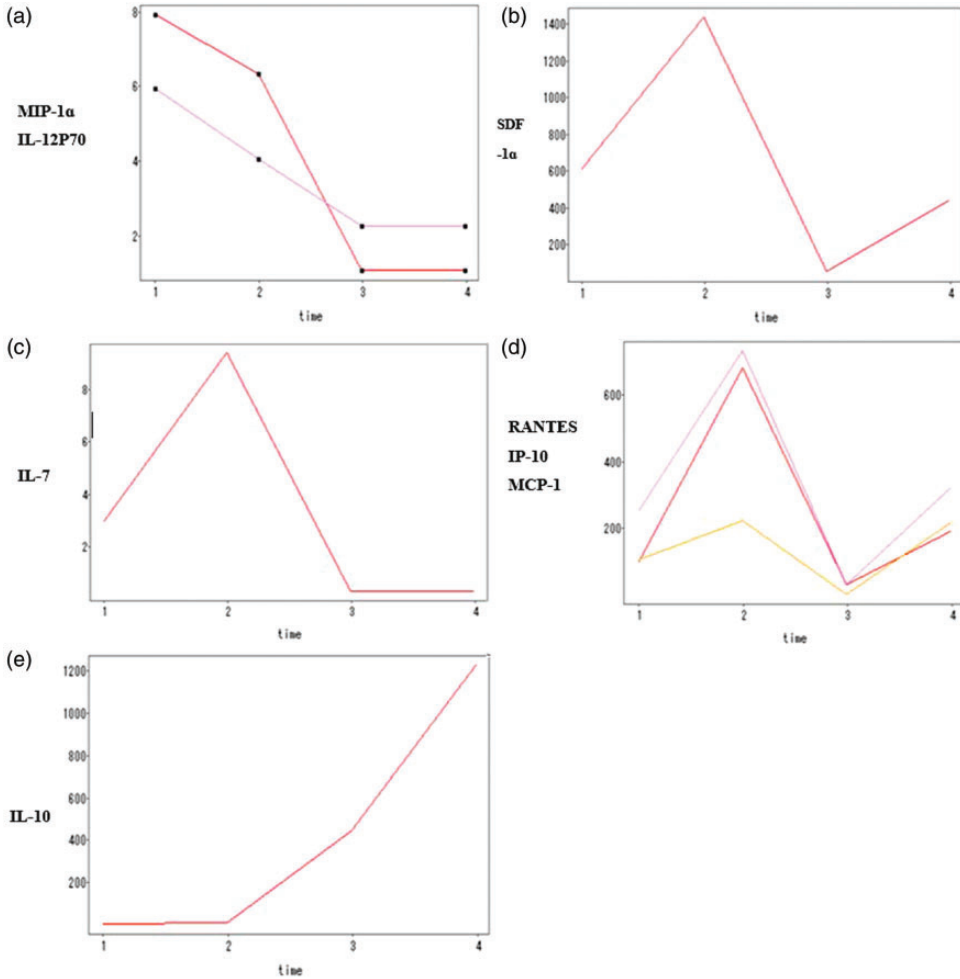 (a)
MIP-1α
IL-12P70
8
6
4
2
1 2 3 4
time
(b)
SDF
-1α
1400
1200
1000
800
600
400
200
1 2 3 4
time
(c)
IL-7
8
6
4
2
1 2 3 4
time
(d)
RANTES
IP-10
MCP-1
600
400
200
1 2 3 4
time
(e)
IL-10
1200
1000
800
600
400
200
1 2 3 4
time